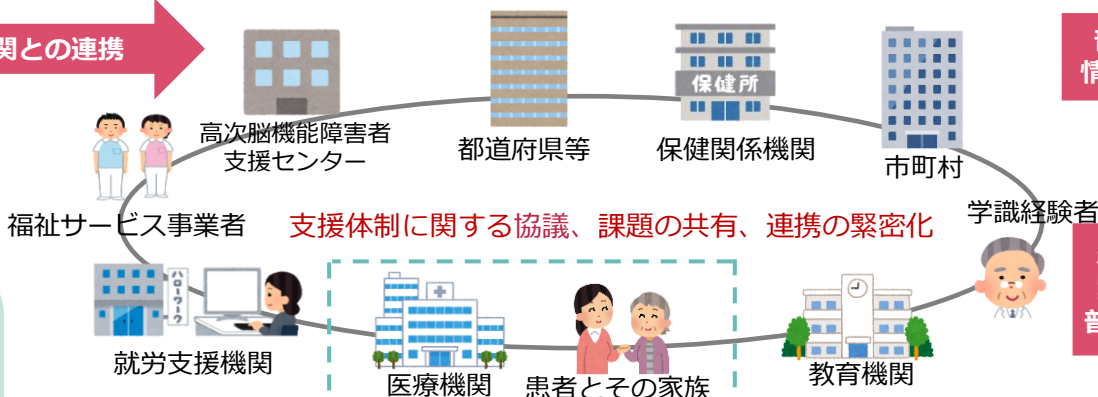 関との連携
情
保健所
高次脳機能障害者
支援センター
都道府県等
保健関係機関
市町村
福祉サービス事業者
支援体制に関する協議、課題の共有、連携の緊密化
学識経験者
ハローワーク
普
就労支援機関
医療機関
患者とその家族
教育機関